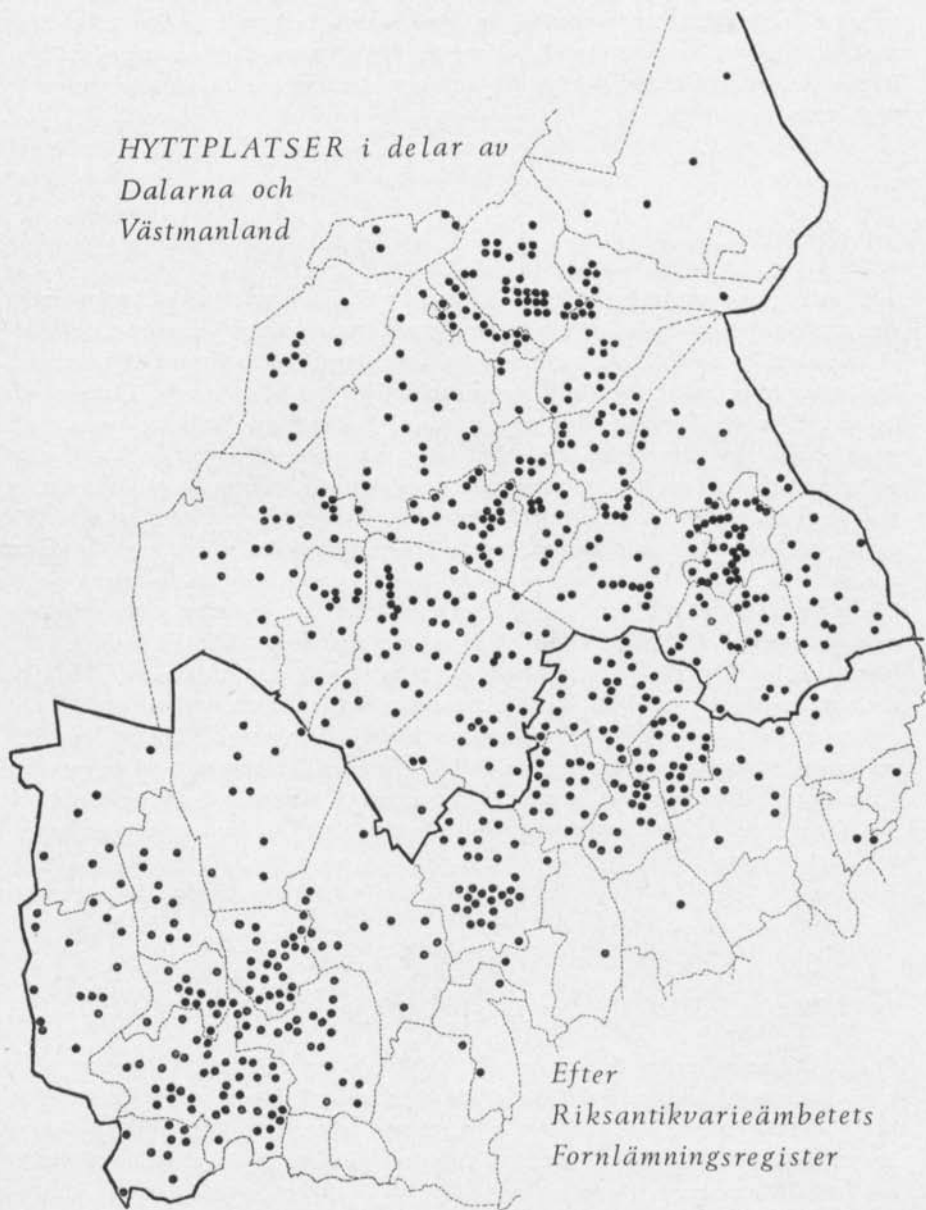 HYTTPLATSER i delar av
Dalarna och
Västmanland
Efter
Riksantikvarieämbetets
Fornlämningsregister